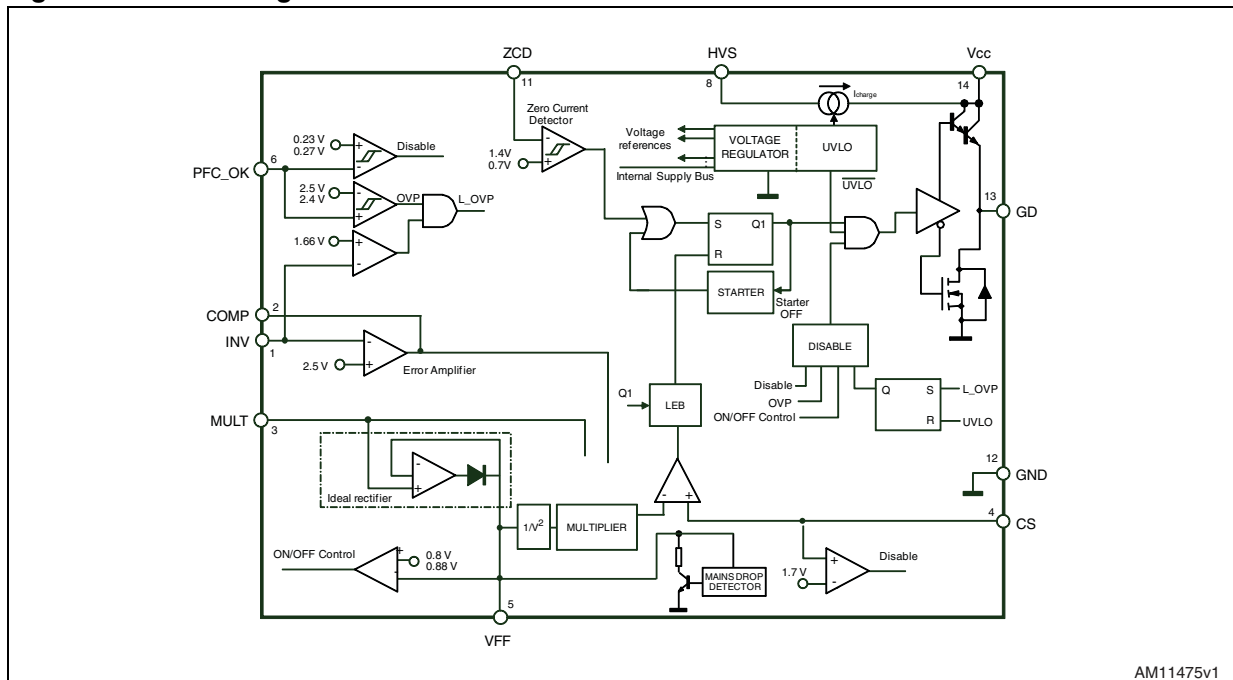 ZCD
HVS
Vcc
11
8
14
Icharge
Zero Current
Detector
-
+
1.4V
0.7V
Voltage
references
VOLTAGE
REGULATOR
UVLO
Internal Supply Bus
UVLO
0.23 V
0.27 V
+
-
Disable
6
PFC_OK
2.5 V
2.4 V
-
+
OVP
L_OVP
1.66 V
+
-
S
Q1
R
13
GD
STARTER
Starter
OFF
2
COMP
INV
1
-
+
2.5 V
Error Amplifier
DISABLE
Disable
OVP
ON/OFF Control
Q
S
R
L_OVP
UVLO
Q1
LEB
MULT
3
-
+
Ideal rectifier
12
GND
-
+
4
CS
1/V²
MULTIPLIER
ON/OFF Control
+
-
0.8 V
0.88 V
MAINS DROP
DETECTOR
1.7 V
+
-
Disable
5
VFF
AM11475v1